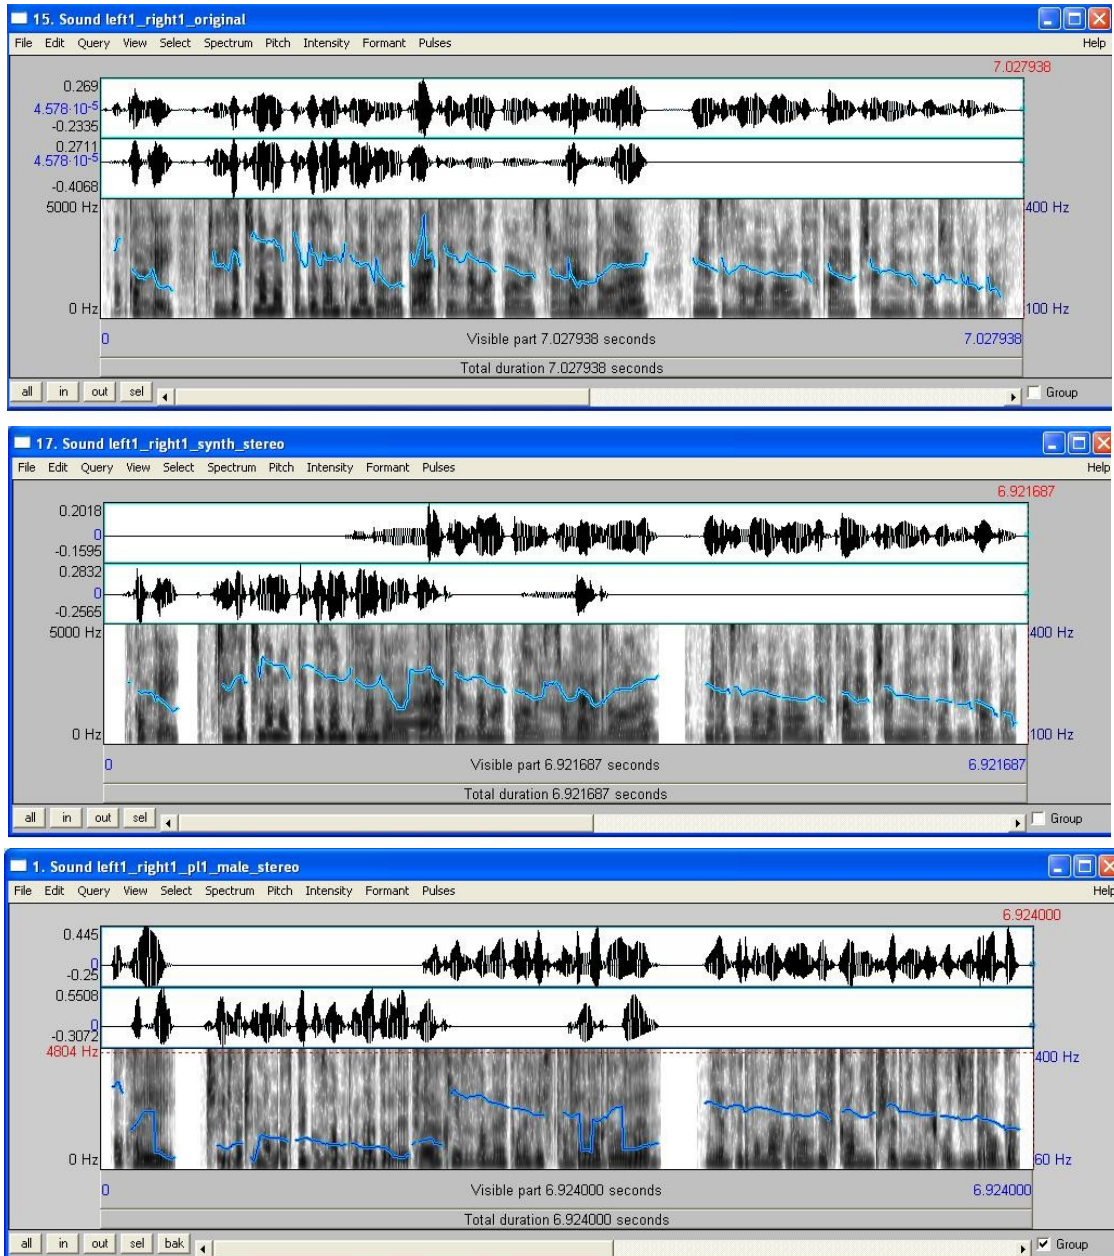 15. Sound left1_right1_original
File Edit Query View Select Spectrum Pitch Intensity Formant Pulses Help
7.027938
0.269
4.578·10-5
-0.2335
0.2711
4.578·10-5
-0.4068
5000 Hz 400 Hz
0 Hz 100 Hz
0 Visible part 7.027938 seconds 7.027938
Total duration 7.027938 seconds
all in out sel Group
17. Sound left1_right1_synth_stereo
File Edit Query View Select Spectrum Pitch Intensity Formant Pulses Help
6.921687
0.2018
0
-0.1595
0.2832
0
-0.2565
5000 Hz 400 Hz
0 Hz 100 Hz
0 Visible part 6.921687 seconds 6.921687
Total duration 6.921687 seconds
all in out sel Group
1. Sound left1_right1_pl1_male_stereo
File Edit Query View Select Spectrum Pitch Intensity Formant Pulses Help
6.924000
0.445
0
-0.25
0.5508
0
-0.3072
4804 Hz 400 Hz
0 Hz 60 Hz
0 Visible part 6.924000 seconds 6.924000
Total duration 6.924000 seconds
all in out sel bak Group